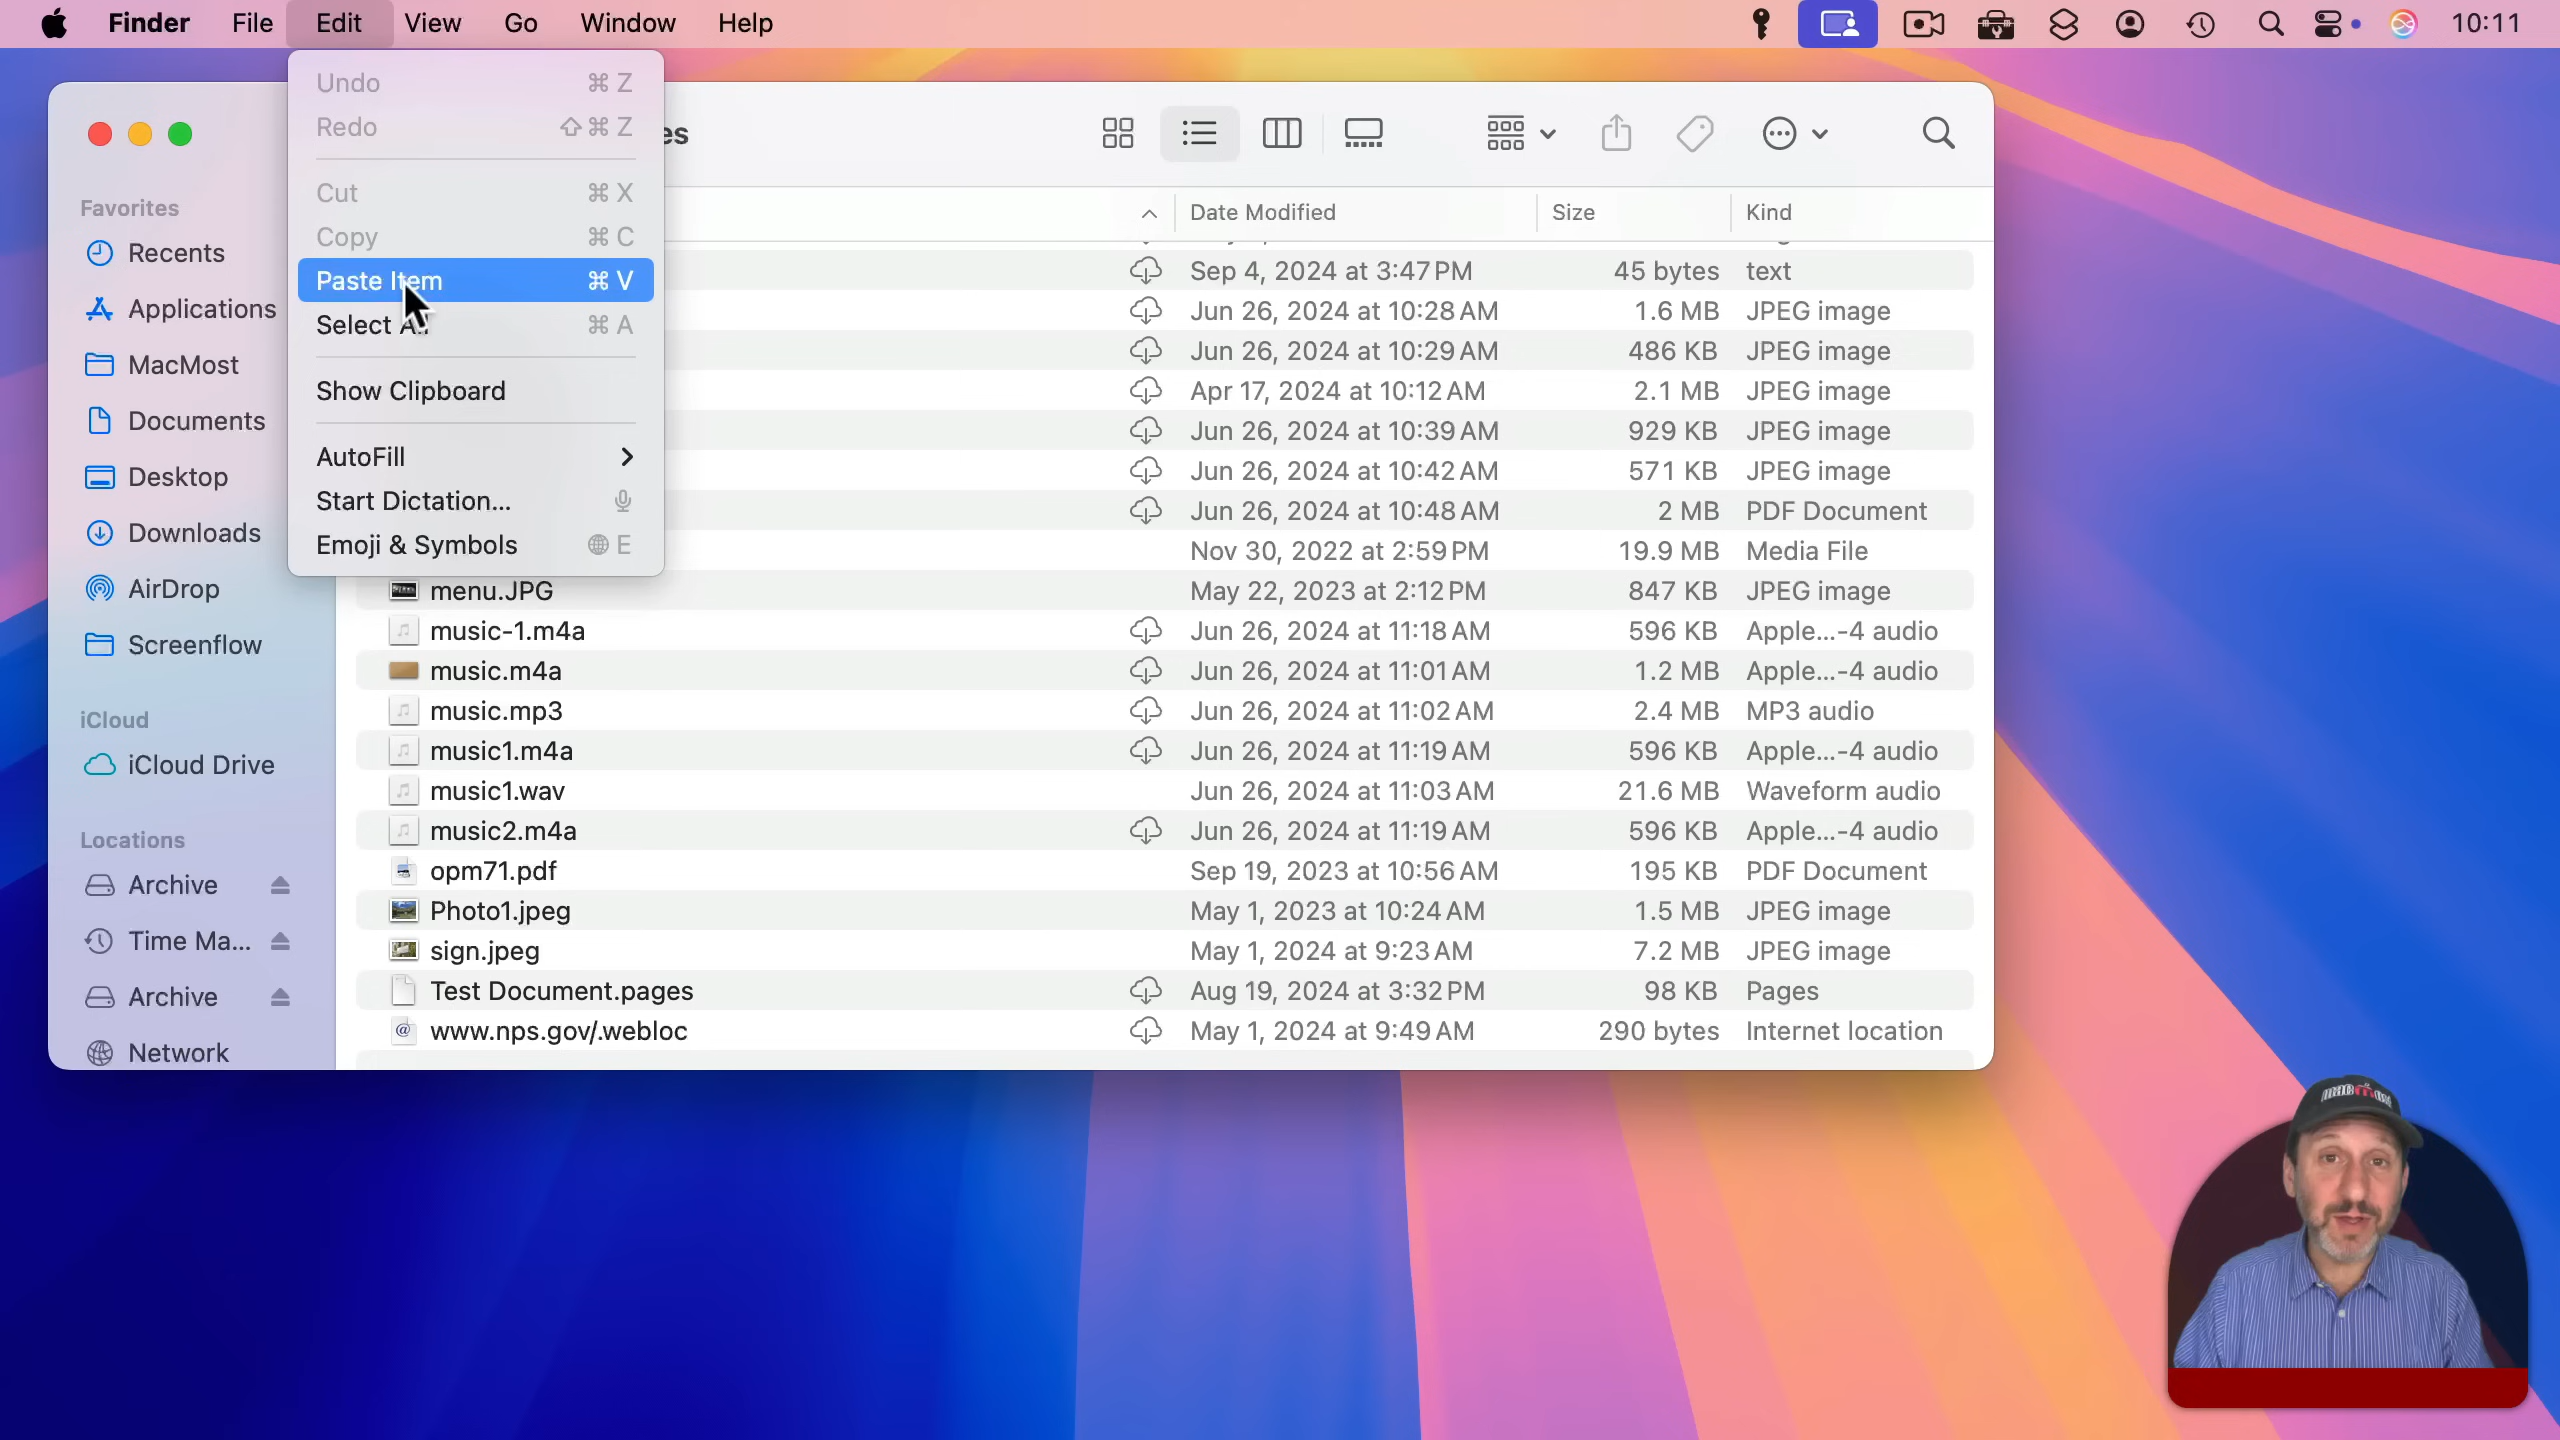 Finder File Edit View Go Window Help 10:11
Undo ⌘ Z
Redo ⇧ ⌘ Z
Cut ⌘ X
Copy ⌘ C
Paste Item ⌘ V
Select All ⌘ A
Show Clipboard
AutoFill
Start Dictation...
Emoji & Symbols E
es
Favorites
Recents
Applications
MacMost
Documents
Desktop
Downloads
AirDrop
Screenflow
iCloud
iCloud Drive
Locations
Archive
Time Ma...
Archive
Network
Date Modified Size Kind
Sep 4, 2024 at 3:47 PM 45 bytes text
Jun 26, 2024 at 10:28 AM 1.6 MB JPEG image
Jun 26, 2024 at 10:29 AM 486 KB JPEG image
Apr 17, 2024 at 10:12 AM 2.1 MB JPEG image
Jun 26, 2024 at 10:39 AM 929 KB JPEG image
Jun 26, 2024 at 10:42 AM 571 KB JPEG image
Jun 26, 2024 at 10:48 AM 2 MB PDF Document
Nov 30, 2022 at 2:59 PM 19.9 MB Media File
menu.JPG May 22, 2023 at 2:12 PM 847 KB JPEG image
music-1.m4a Jun 26, 2024 at 11:18 AM 596 KB Apple...-4 audio
music.m4a Jun 26, 2024 at 11:01 AM 1.2 MB Apple...-4 audio
music.mp3 Jun 26, 2024 at 11:02 AM 2.4 MB MP3 audio
music1.m4a Jun 26, 2024 at 11:19 AM 596 KB Apple...-4 audio
music1.wav Jun 26, 2024 at 11:03 AM 21.6 MB Waveform audio
music2.m4a Jun 26, 2024 at 11:19 AM 596 KB Apple...-4 audio
opm71.pdf Sep 19, 2023 at 10:56 AM 195 KB PDF Document
Photo1.jpeg May 1, 2023 at 10:24 AM 1.5 MB JPEG image
sign.jpeg May 1, 2024 at 9:23 AM 7.2 MB JPEG image
Test Document.pages Aug 19, 2024 at 3:32 PM 98 KB Pages
www.nps.gov/.webloc May 1, 2024 at 9:49 AM 290 bytes Internet location